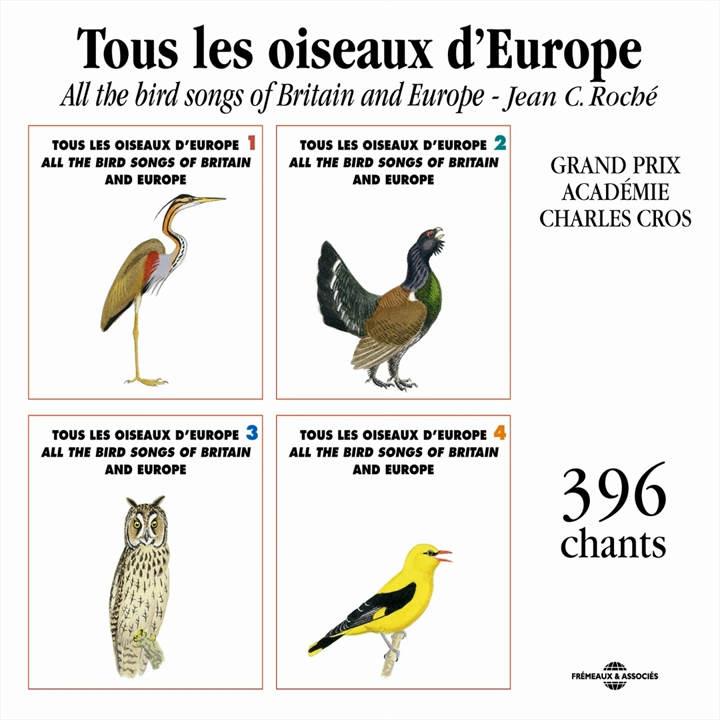 Tous les oiseaux d'Europe
All the bird songs of Britain and Europe - Jean C. Roché
TOUS LES OISEAUX D'EUROPE 1
ALL THE BIRD SONGS OF BRITAIN
AND EUROPE
TOUS LES OISEAUX D'EUROPE 2
ALL THE BIRD SONGS OF BRITAIN
AND EUROPE
GRAND PRIX
ACADÉMIE
CHARLES CROS
TOUS LES OISEAUX D'EUROPE 3
ALL THE BIRD SONGS OF BRITAIN
AND EUROPE
TOUS LES OISEAUX D'EUROPE 4
ALL THE BIRD SONGS OF BRITAIN
AND EUROPE
396
chants
FRÉMEAUX & ASSOCIÉS